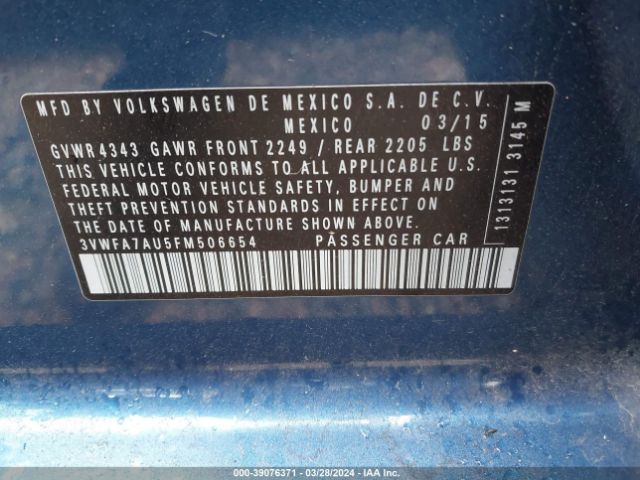 MFD BY VOLKSWAGEN DE MEXICO S.A. DE C.V.
MEXICO 03/15
GVWR 4343 GAWR FRONT 2249 / REAR 2205 LBS
THIS VEHICLE CONFORMS TO ALL APPLICABLE U.S.
FEDERAL MOTOR VEHICLE SAFETY, BUMPER AND
THEFT PREVENTION STANDARDS IN EFFECT ON
THE DATE OF MANUFACTURE SHOWN ABOVE.
3VWFA7AU5FM506654 PASSENGER CAR
1313131 3145 M
000-39076371 | 03/28/2024 | IAA Inc.